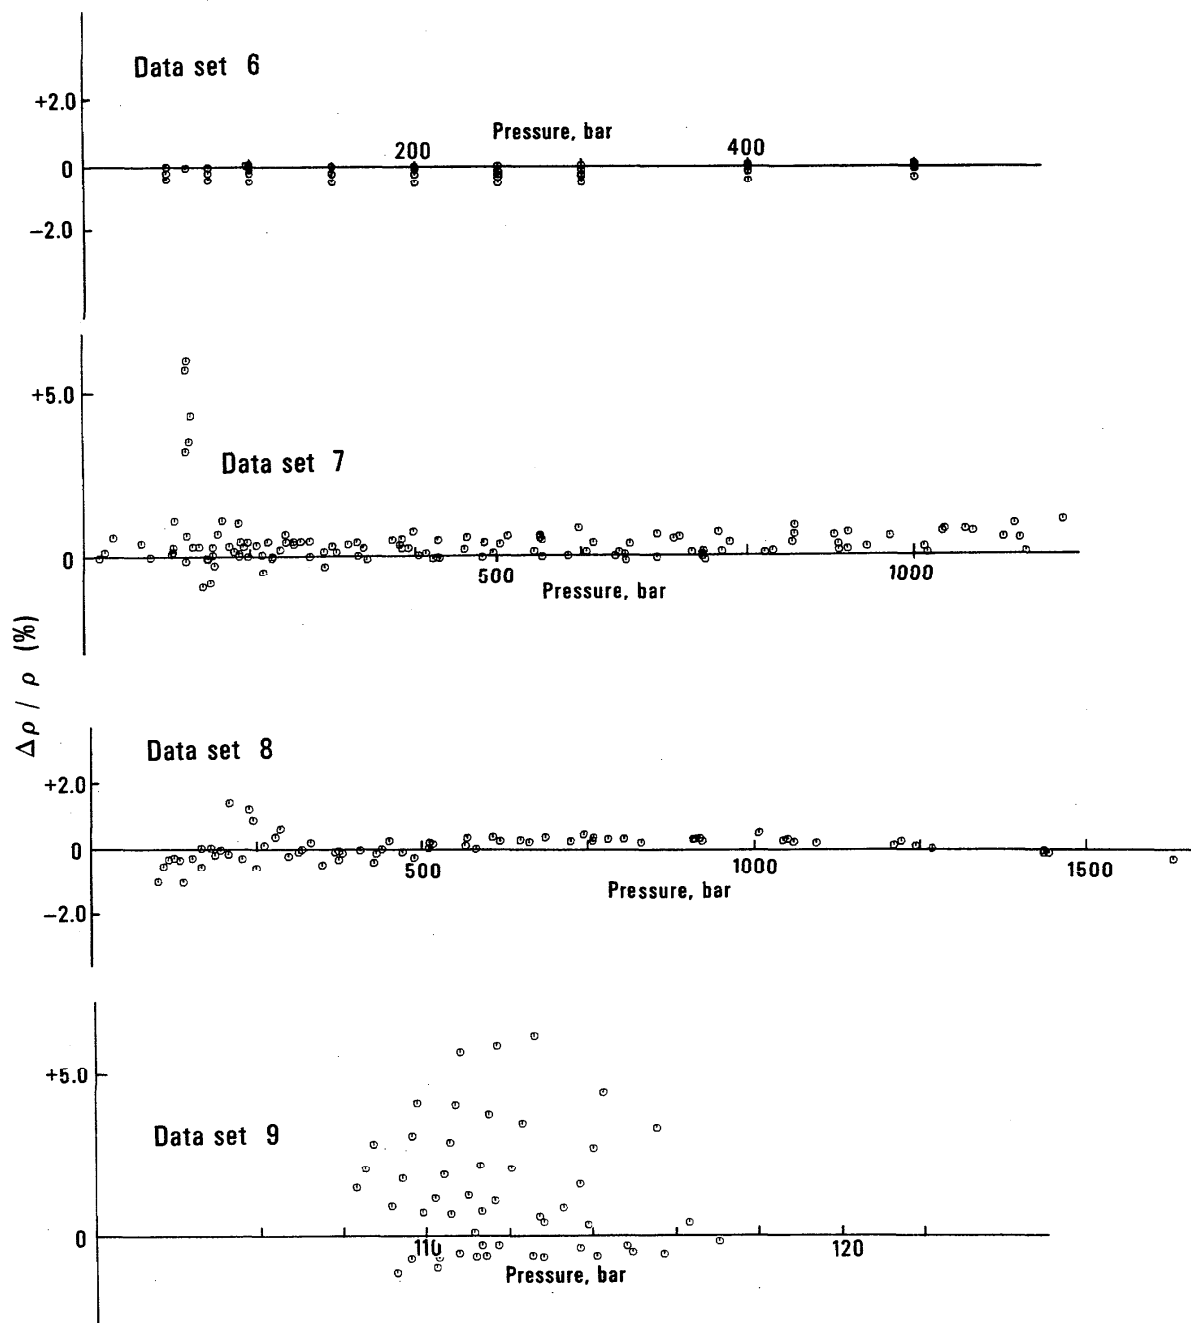 Data set 6
+2.0
Pressure, bar
200
400
0
−2.0
+5.0
Data set 7
0
500
1000
Pressure, bar
Δρ / ρ (%)
Data set 8
+2.0
0
500
1000
1500
Pressure, bar
−2.0
+5.0
Data set 9
0
110
120
Pressure, bar